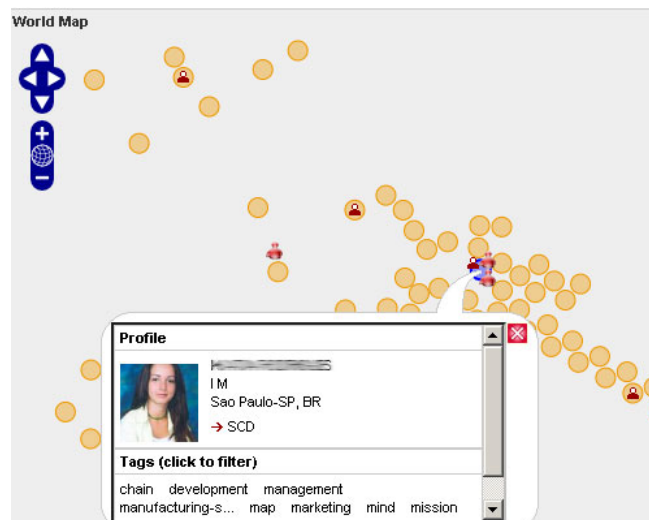 World Map
Profile
I M
Sao Paulo-SP, BR
→ SCD
Tags (click to filter)
chain development management
manufacturing-s... map marketing mind mission